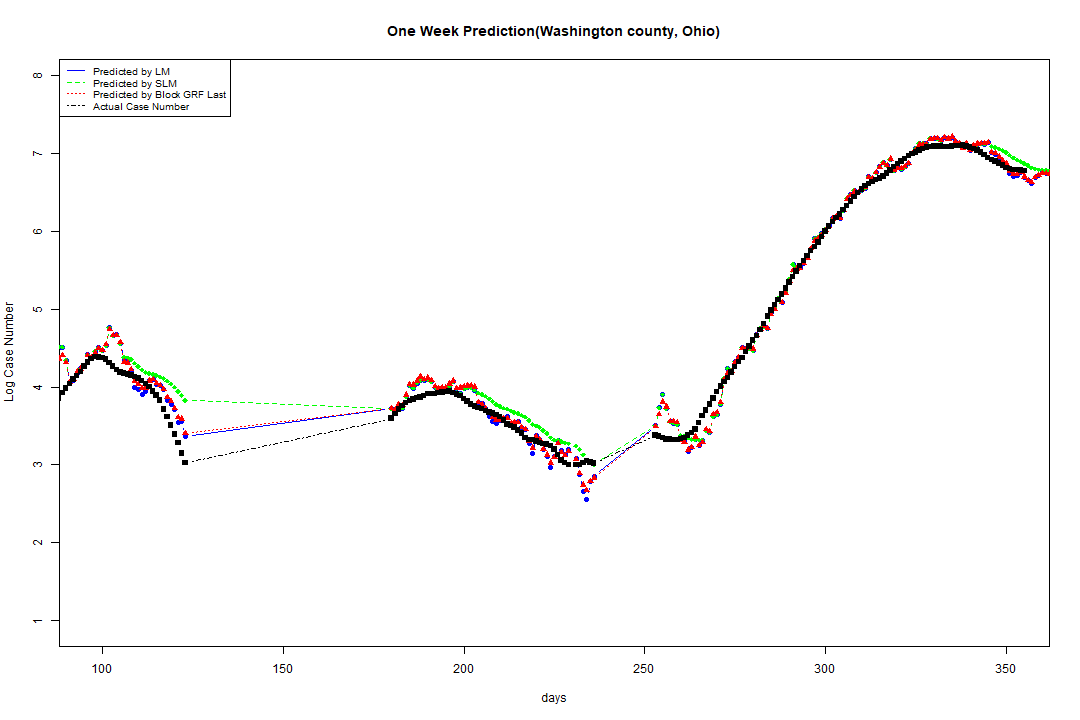 One Week Prediction(Washington county, Ohio)
Predicted by LM
Predicted by SLM
Predicted by Block GRF Last
Actual Case Number
8
7
6
5
4
3
2
1
Log Case Number
100 150 200 250 300 350
days